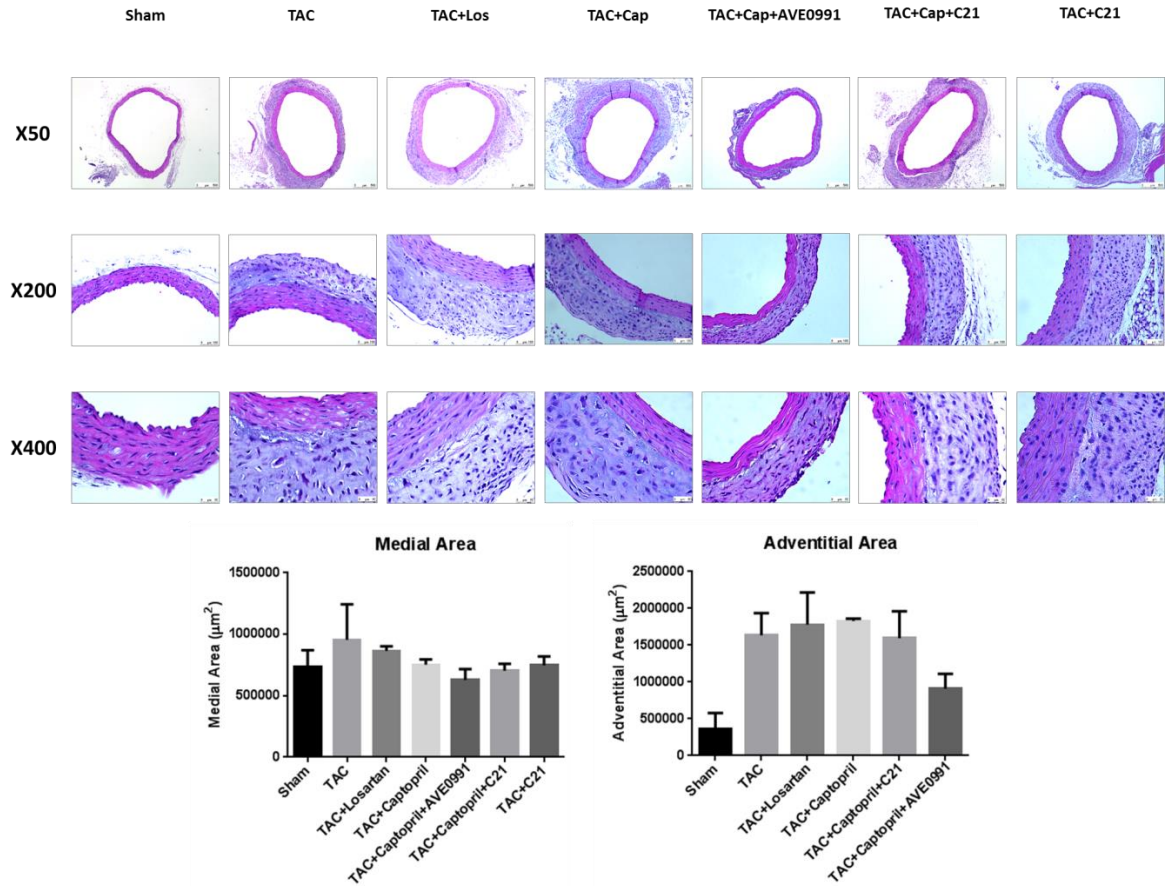 Sham TAC TAC+Los TAC+Cap TAC+Cap+AVE0991 TAC+Cap+C21 TAC+C21
X50
X200
X400
Medial Area
Medial Area (µm²)
1500000
1000000
500000
0
Sham
TAC
TAC+Losartan
TAC+Captopril
TAC+Captopril+AVE0991
TAC+Captopril+C21
TAC+C21
Adventitial Area
Adventitial Area (µm²)
2500000
2000000
1500000
1000000
500000
0
Sham
TAC
TAC+Losartan
TAC+Captopril
TAC+Captopril+C21
TAC+Captopril+AVE0991